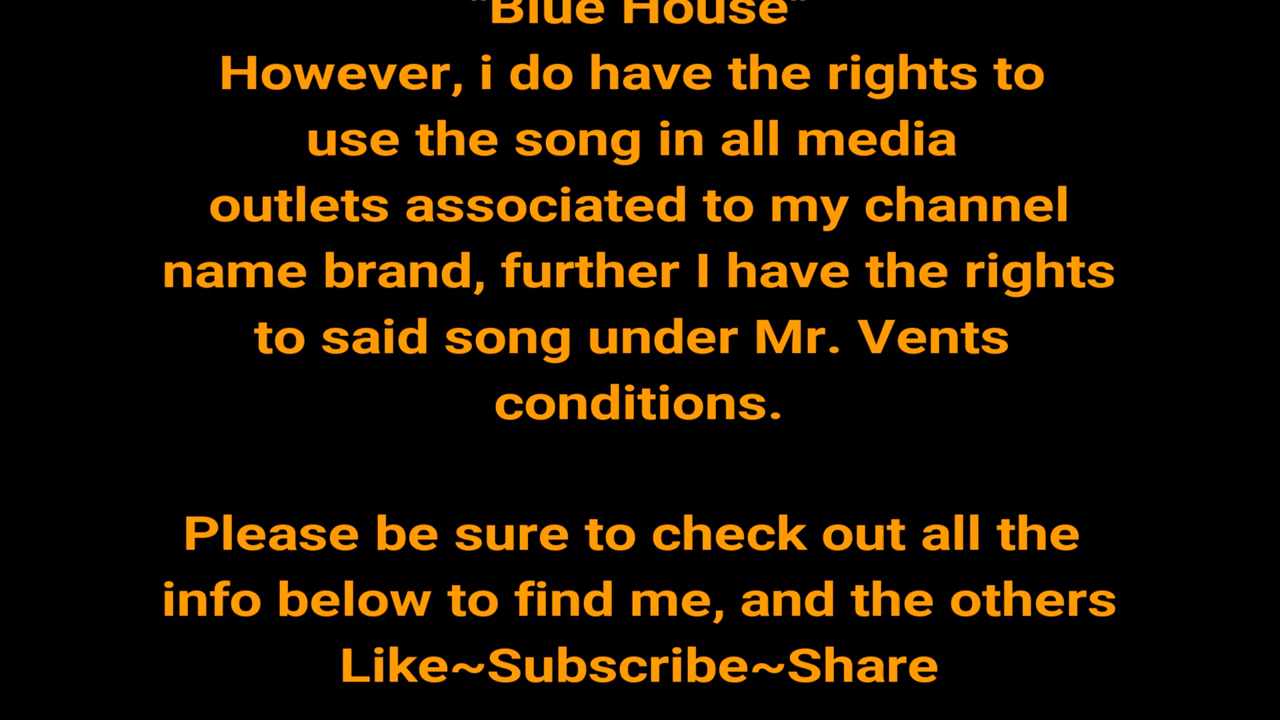 "Blue House"
However, i do have the rights to
use the song in all media
outlets associated to my channel
name brand, further I have the rights
to said song under Mr. Vents
conditions.
Please be sure to check out all the
info below to find me, and the others
Like~Subscribe~Share